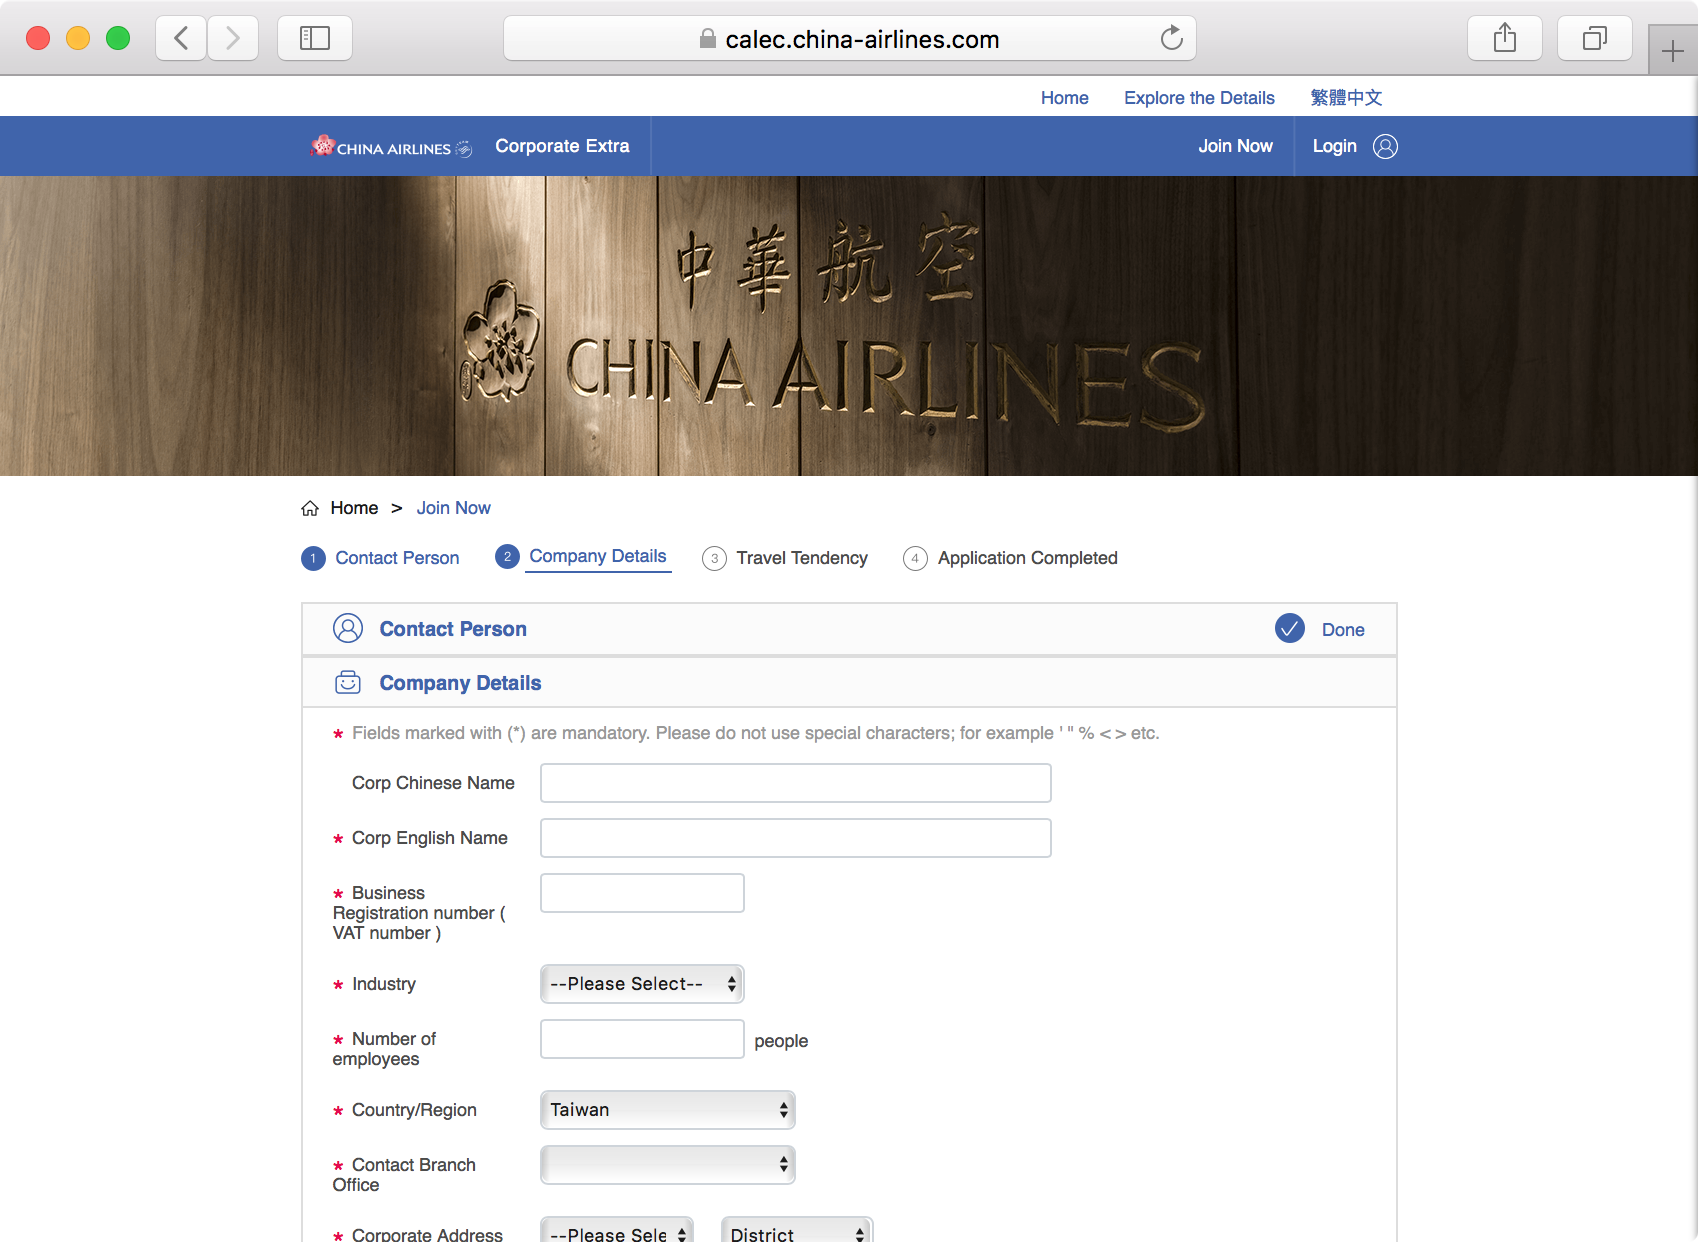 calec.china-airlines.com
Home Explore the Details 繁體中文
CHINA AIRLINES Corporate Extra Join Now Login
中華航空
CHINA AIRLINES
Home > Join Now
1 Contact Person 2 Company Details 3 Travel Tendency 4 Application Completed
Contact Person Done
Company Details
* Fields marked with (*) are mandatory. Please do not use special characters; for example ' " % < > etc.
Corp Chinese Name
* Corp English Name
* Business
Registration number (
VAT number )
* Industry --Please Select--
* Number of
employees
people
* Country/Region Taiwan
* Contact Branch
Office
* Corporate Address --Please Sele District